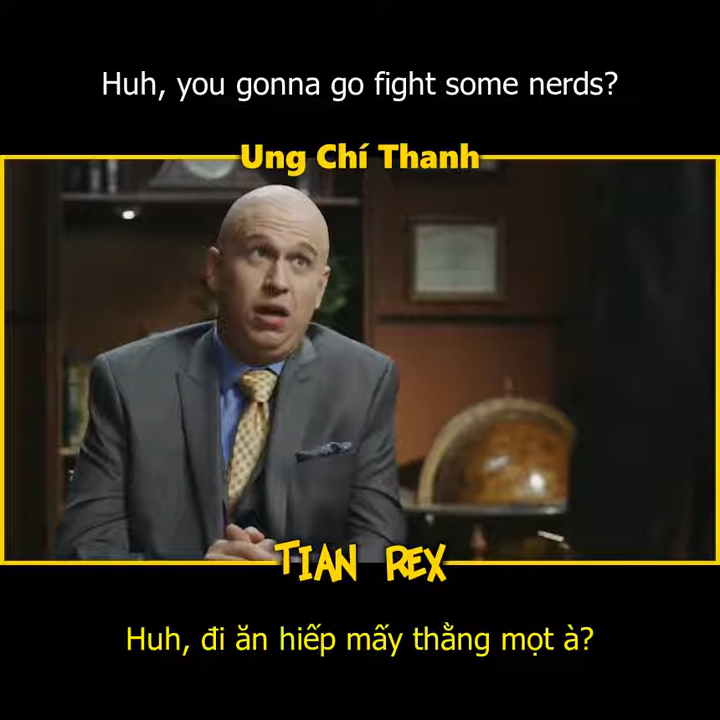 Huh, you gonna go fight some nerds?
Ung Chí Thanh
TIAN REX
Huh, đi ăn hiếp mấy thằng mọt à?